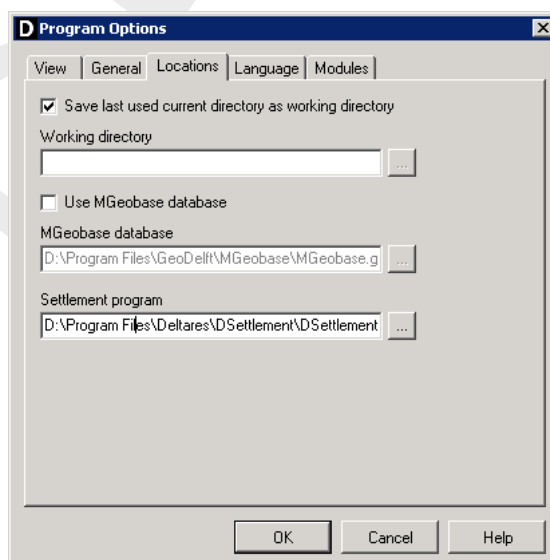 D Program Options
View General Locations Language Modules
Save last used current directory as working directory
Working directory
...
Use MGeobase database
MGeobase database
D:\Program Files\GeoDelft\MGeobase\MGeobase.g
...
Settlement program
D:\Program Files\Deltares\DSettlement\DSettlement
...
OK Cancel Help